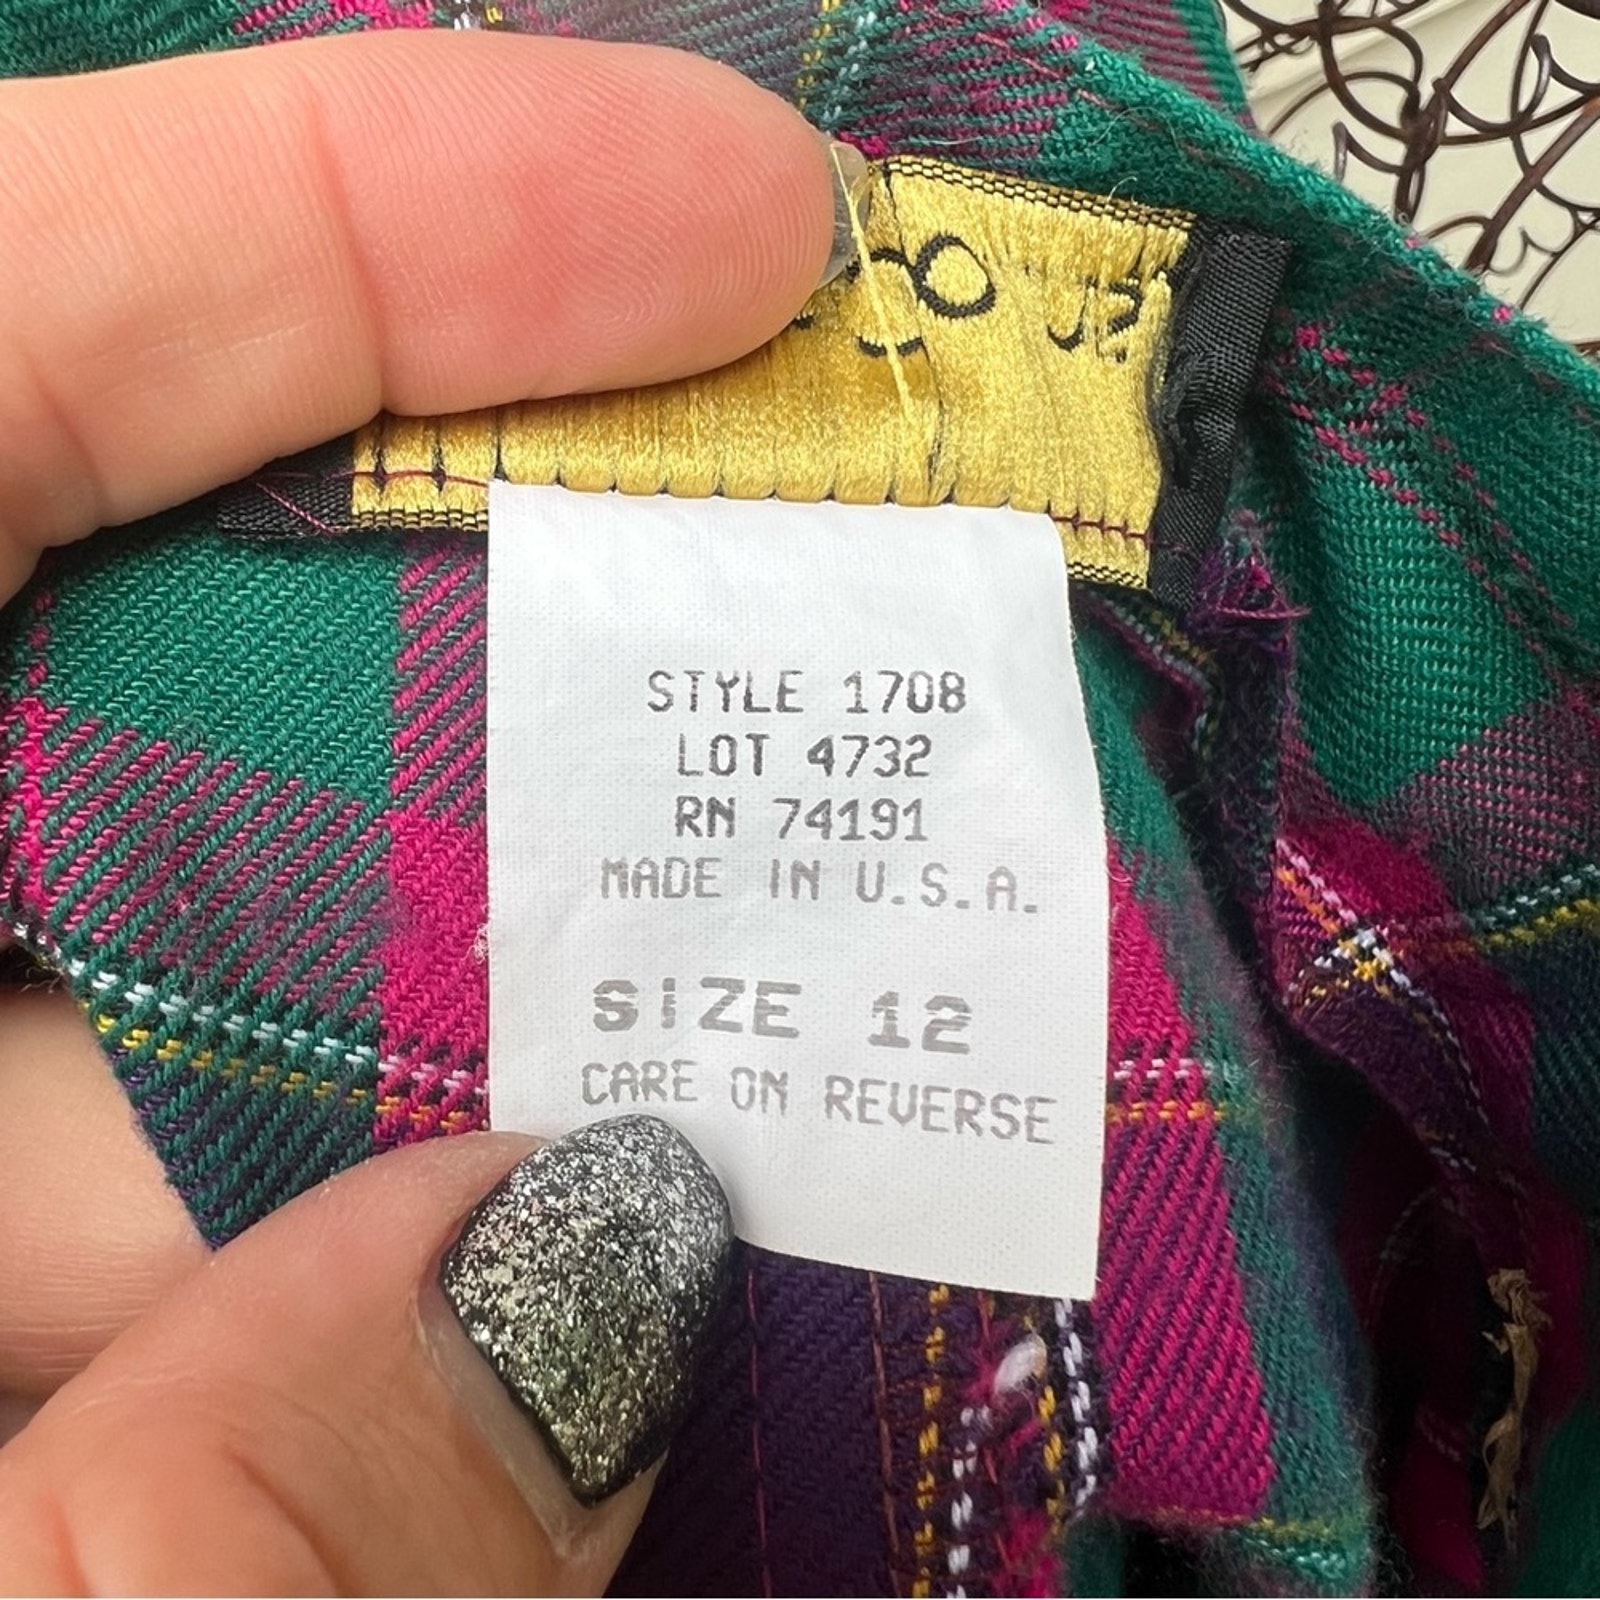 STYLE 1708
LOT 4732
RN 74191
MADE IN U.S.A.
SIZE 12
CARE ON REVERSE